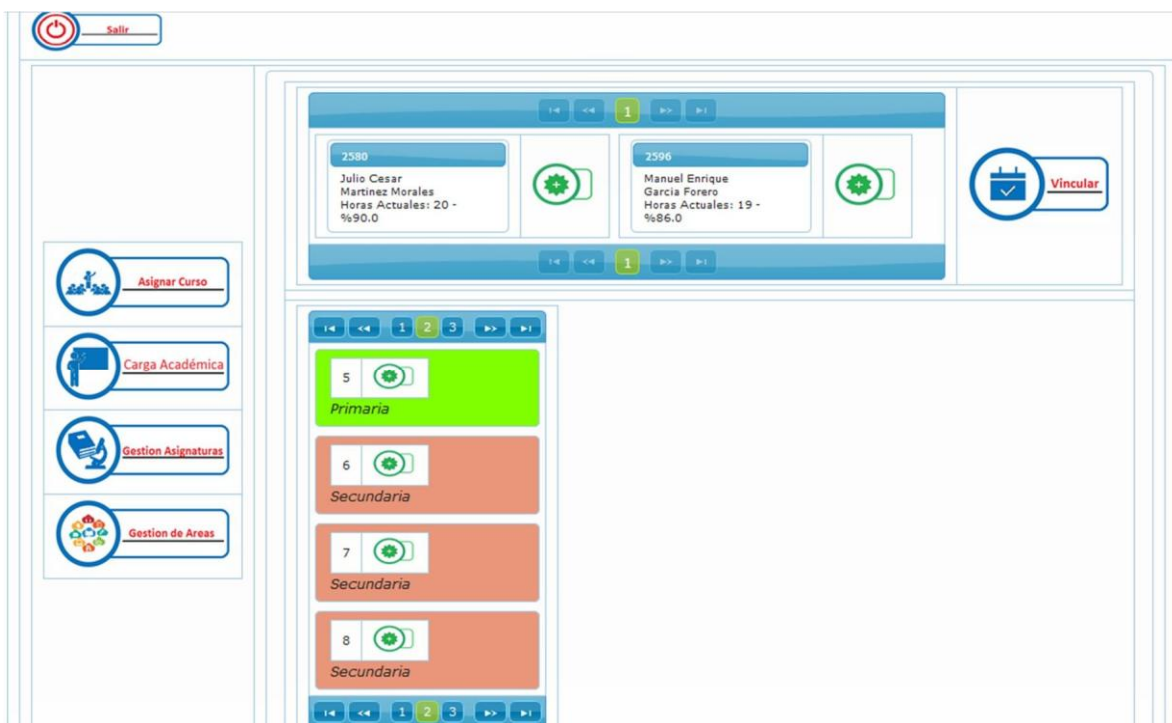 Salir
1
2580
Julio Cesar
Martinez Morales
Horas Actuales: 20 -
%90.0
2596
Manuel Enrique
Garcia Forero
Horas Actuales: 19 -
%86.0
Vincular
1
Asignar Curso
Carga Académica
Gestion Asignaturas
Gestion de Areas
1 2 3
5
Primaria
6
Secundaria
7
Secundaria
8
Secundaria
1 2 3